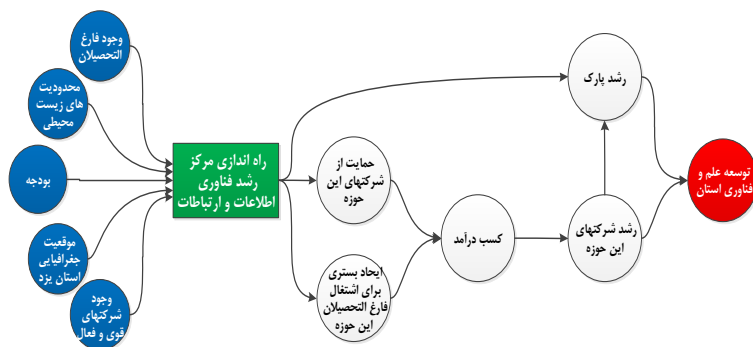 وجود فارغ
التحصیلان
محدودیت
های زیست
محیطی
بودجه
موقعیت
جغرافیایی
استان یزد
وجود
شرکتهای
قوی و فعال
راه اندازی مرکز
رشد فناوری
اطلاعات و ارتباطات
حمایت از
شرکتهای این
حوزه
ایجاد بستری
برای اشتغال
فارغ التحصیلان
این حوزه
کسب درآمد
رشد پارک
رشد شرکتهای
این حوزه
توسعه علم و
فناوری استان